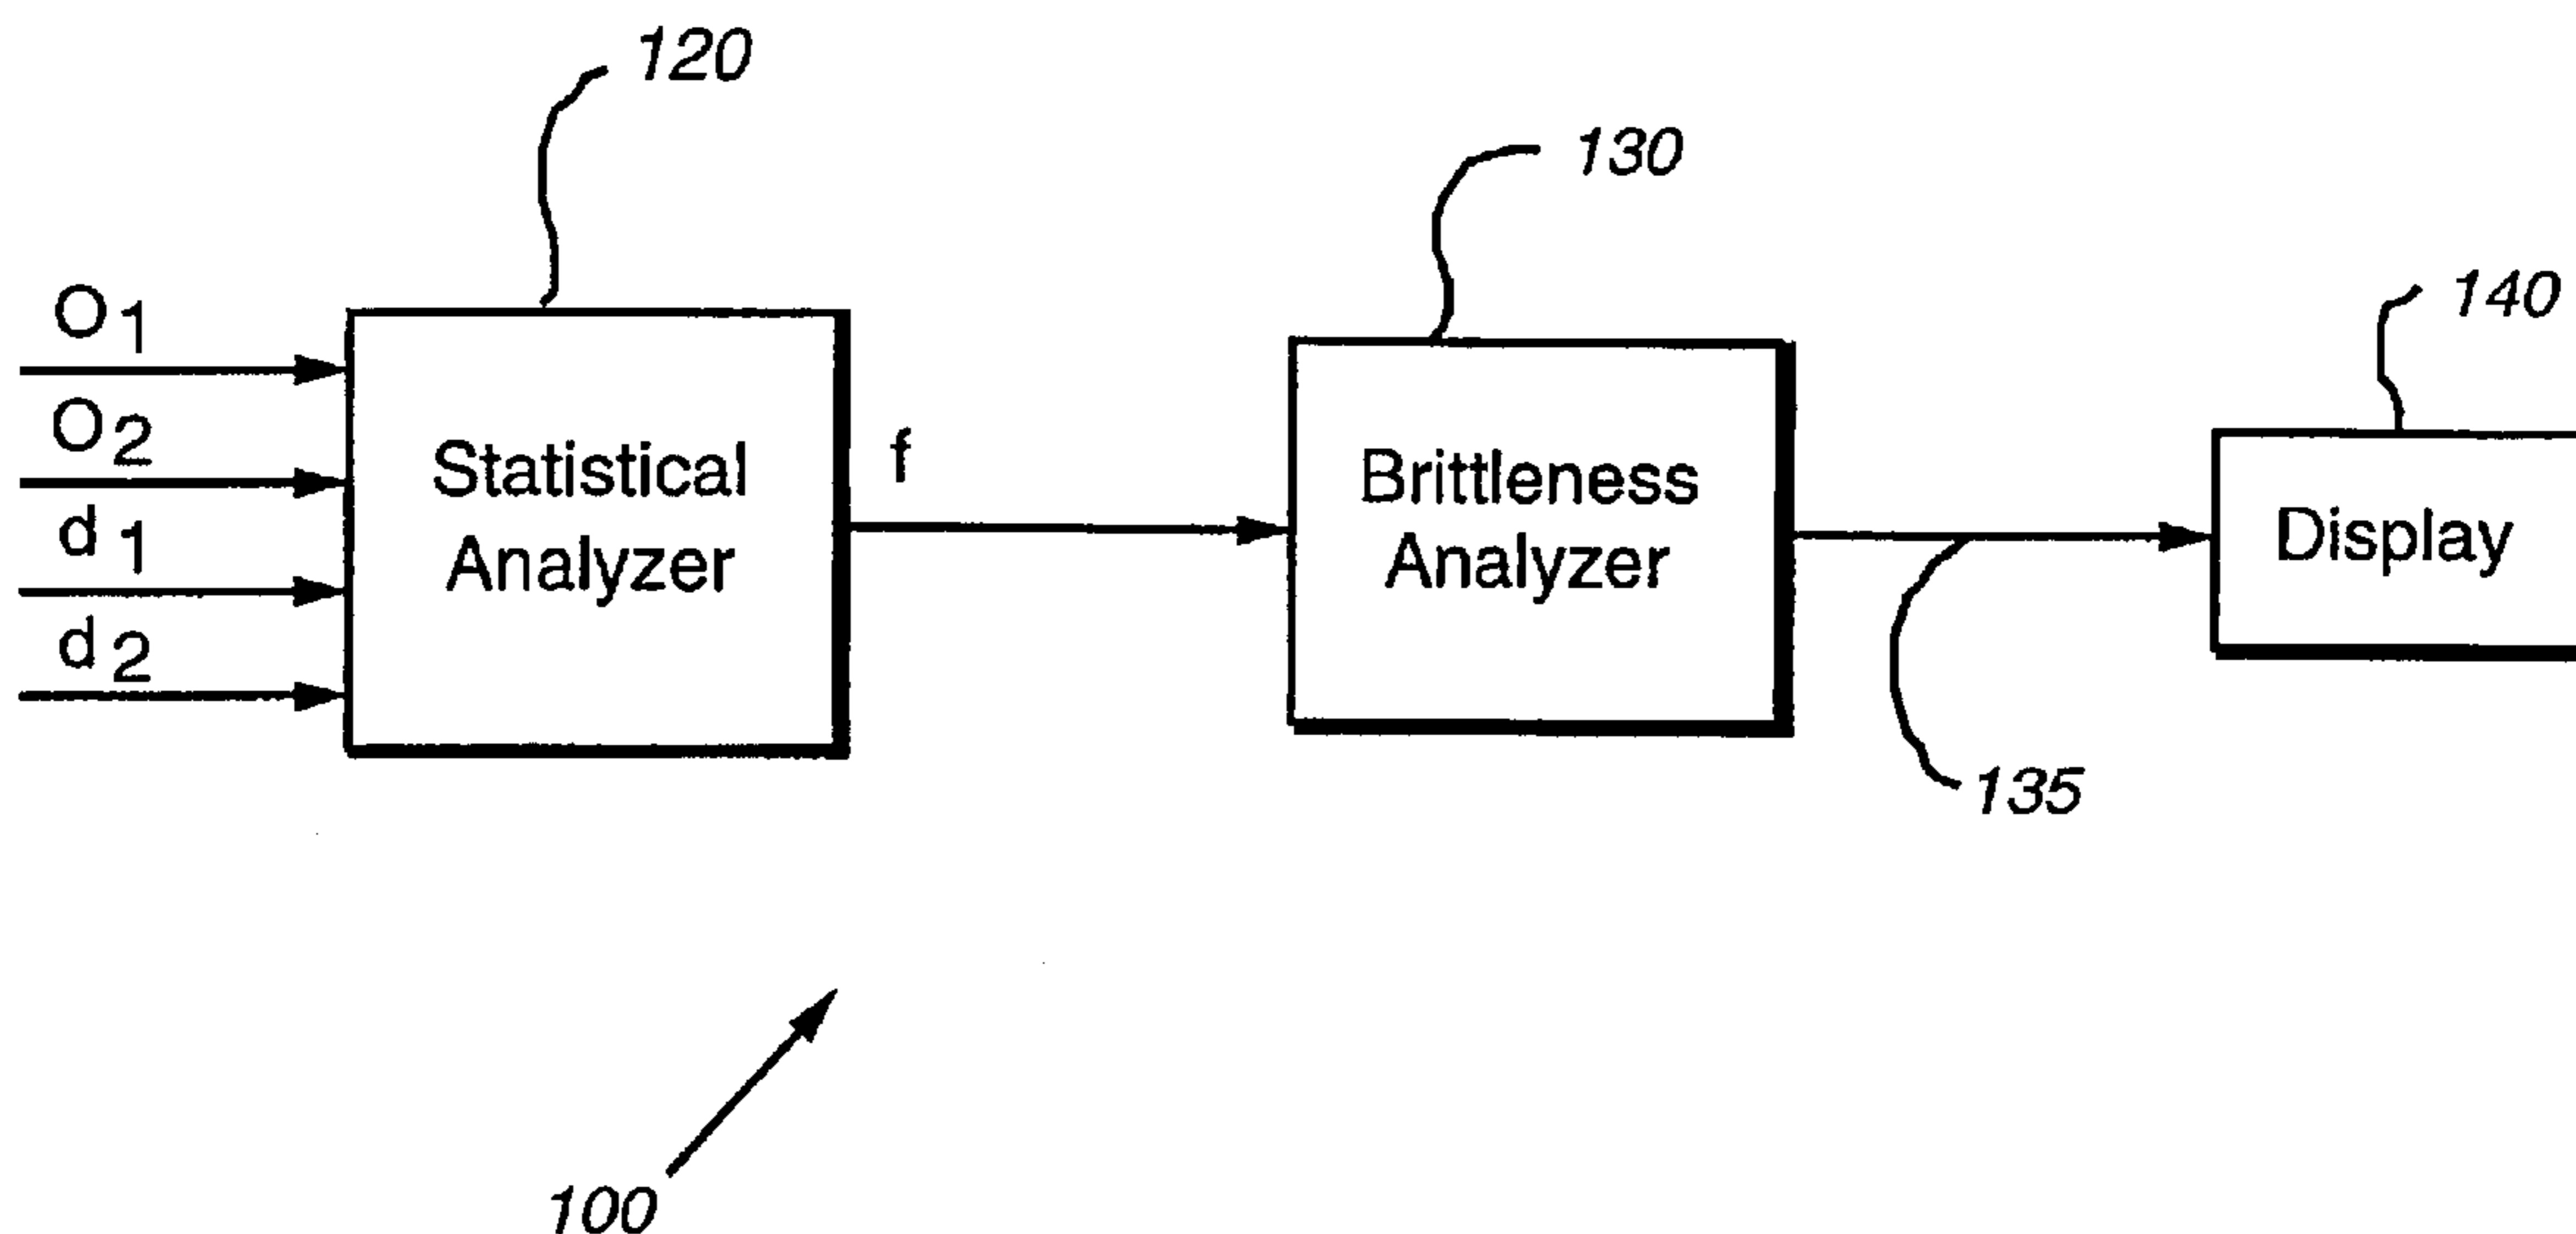 120
130
140
O1
O2
d1
d2
Statistical
Analyzer
f
Brittleness
Analyzer
Display
135
100